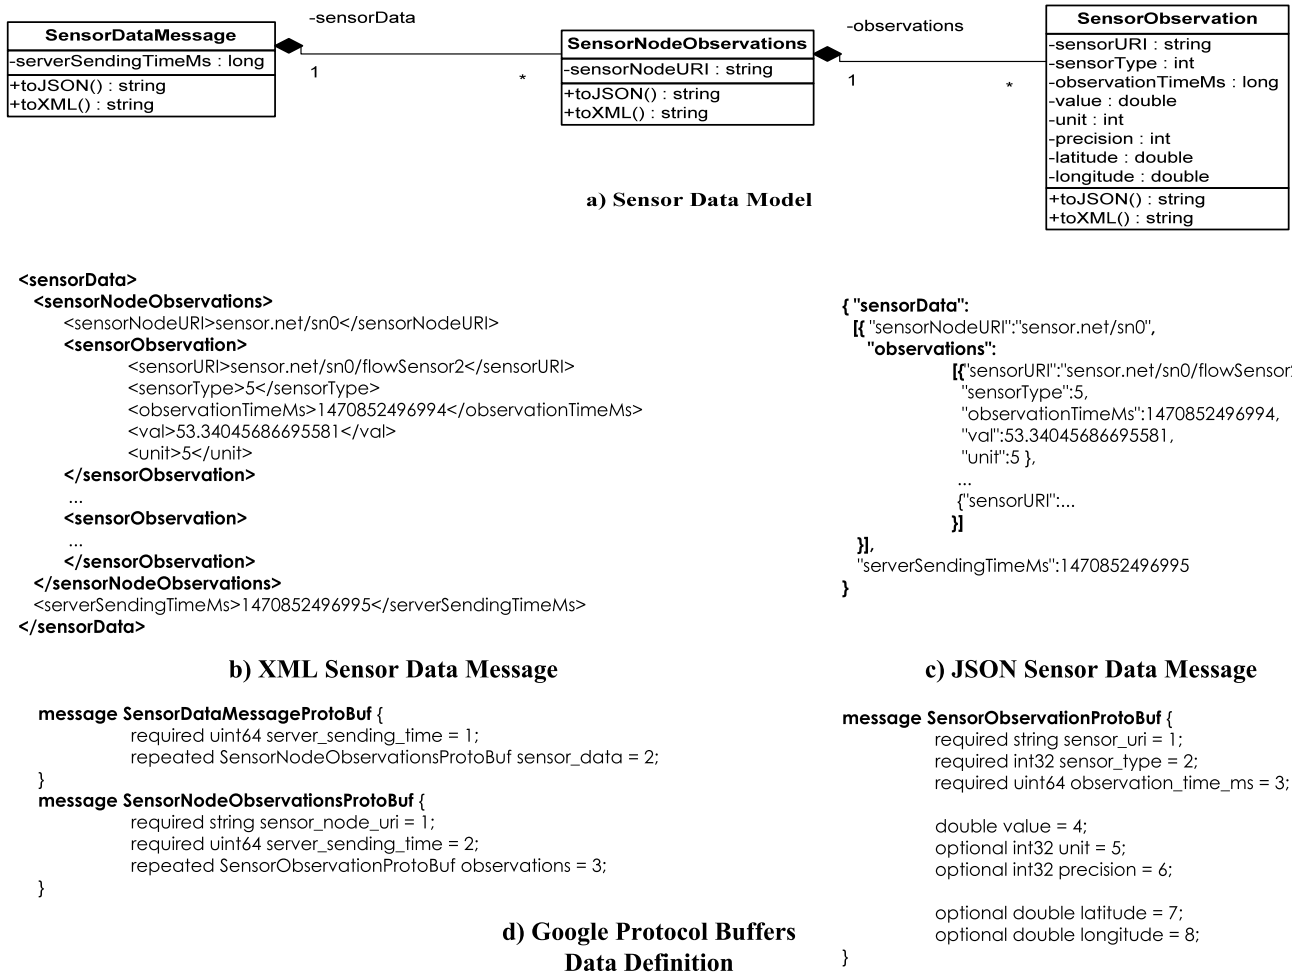 -sensorData
SensorDataMessage
-serverSendingTimeMs : long
+toJSON() : string
+toXML() : string
1
*
SensorNodeObservations
-sensorNodeURI : string
+toJSON() : string
+toXML() : string
-observations
1
*
SensorObservation
-sensorURI : string
-sensorType : int
-observationTimeMs : long
-value : double
-unit : int
-precision : int
-latitude : double
-longitude : double
+toJSON() : string
+toXML() : string
a) Sensor Data Model
<sensorData>
<sensorNodeObservations>
<sensorNodeURI>sensor.net/sn0</sensorNodeURI>
<sensorObservation>
<sensorURI>sensor.net/sn0/flowSensor2</sensorURI>
<sensorType>5</sensorType>
<observationTimeMs>1470852496994</observationTimeMs>
<val>53.34045686695581</val>
<unit>5</unit>
</sensorObservation>
...
<sensorObservation>
...
</sensorObservation>
</sensorNodeObservations>
<serverSendingTimeMs>1470852496995</serverSendingTimeMs>
</sensorData>
b) XML Sensor Data Message
{ "sensorData":
[{ "sensorNodeURI":"sensor.net/sn0",
"observations":
[{"sensorURI":"sensor.net/sn0/flowSensor2
"sensorType":5,
"observationTimeMs":1470852496994,
"val":53.34045686695581,
"unit":5 },
...
{"sensorURI":...
}]
}],
"serverSendingTimeMs":1470852496995
}
c) JSON Sensor Data Message
message SensorDataMessageProtoBuf {
required uint64 server_sending_time = 1;
repeated SensorNodeObservationsProtoBuf sensor_data = 2;
}
message SensorNodeObservationsProtoBuf {
required string sensor_node_uri = 1;
required uint64 server_sending_time = 2;
repeated SensorObservationProtoBuf observations = 3;
}
message SensorObservationProtoBuf {
required string sensor_uri = 1;
required int32 sensor_type = 2;
required uint64 observation_time_ms = 3;
double value = 4;
optional int32 unit = 5;
optional int32 precision = 6;
optional double latitude = 7;
optional double longitude = 8;
}
d) Google Protocol Buffers
Data Definition